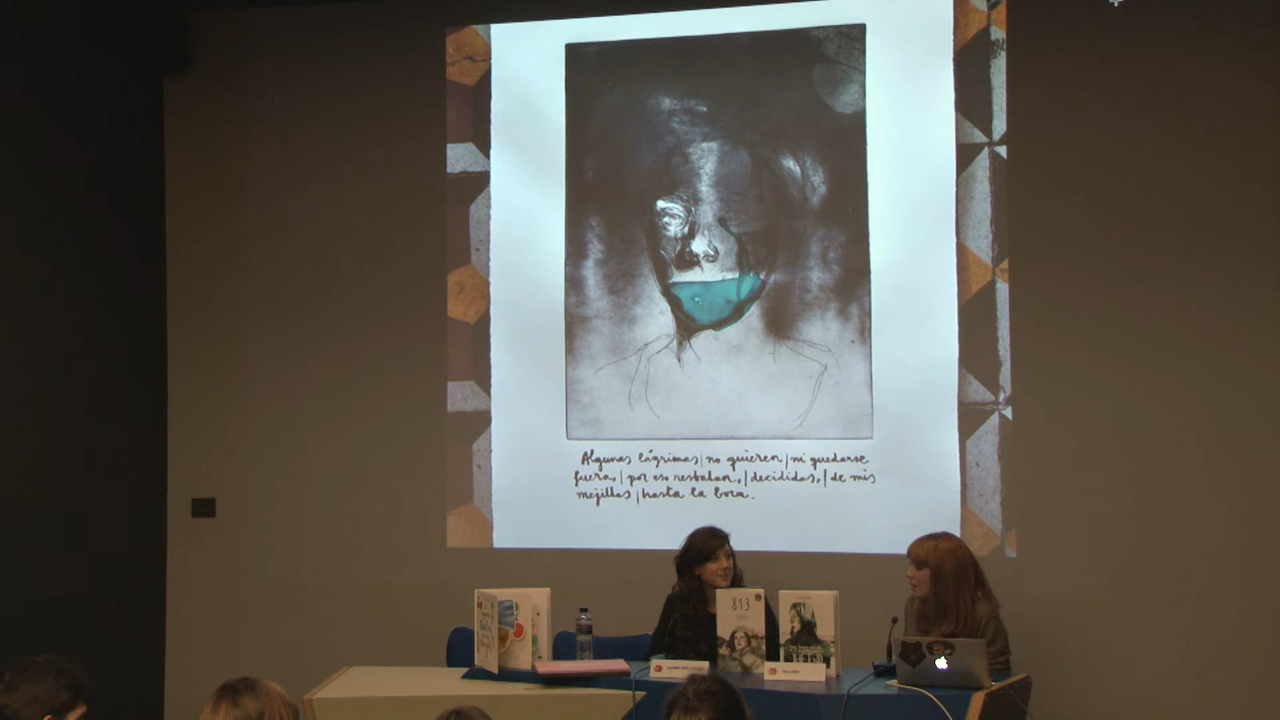 Algunas lágrimas | no quieren | ni quedarse
fuera, | por eso resbalan, | decididas, | de mis
mejillas | hasta la boca.
813